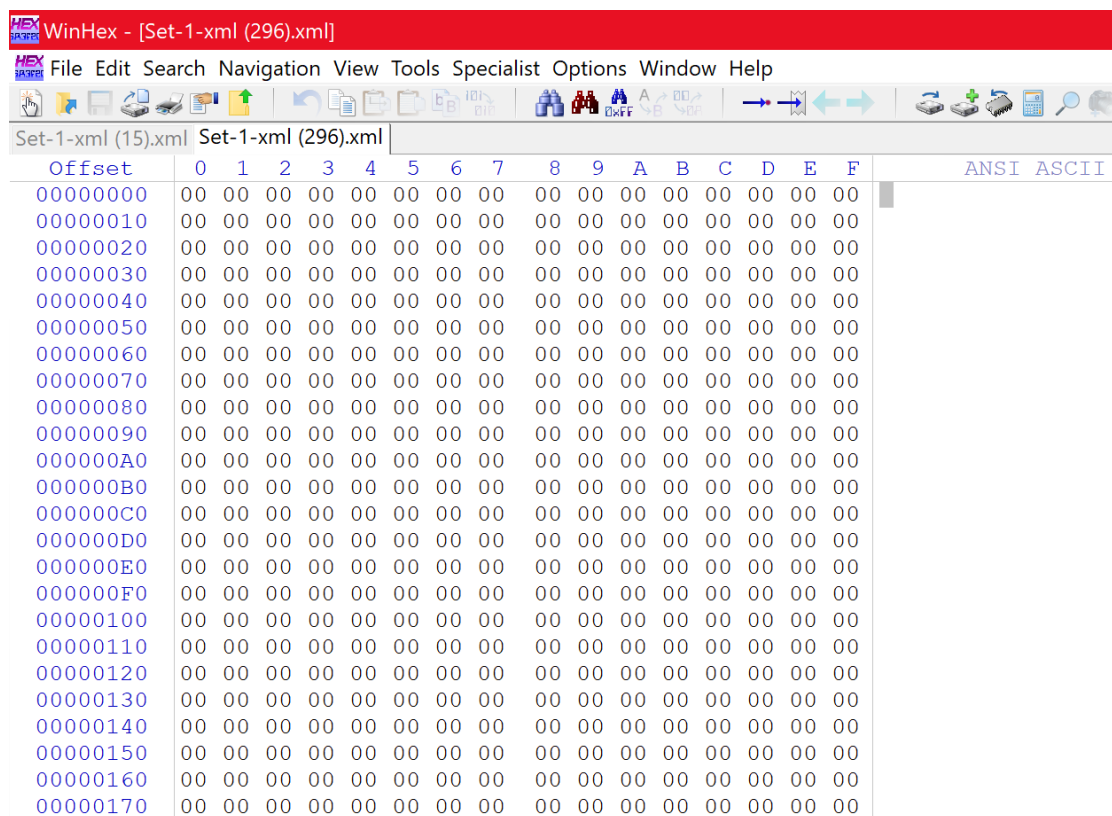 WinHex - [Set-1-xml (296).xml]
File Edit Search Navigation View Tools Specialist Options Window Help
Set-1-xml (15).xml Set-1-xml (296).xml
Offset 0 1 2 3 4 5 6 7 8 9 A B C D E F ANSI ASCII
00000000 00 00 00 00 00 00 00 00 00 00 00 00 00 00 00 00
00000010 00 00 00 00 00 00 00 00 00 00 00 00 00 00 00 00
00000020 00 00 00 00 00 00 00 00 00 00 00 00 00 00 00 00
00000030 00 00 00 00 00 00 00 00 00 00 00 00 00 00 00 00
00000040 00 00 00 00 00 00 00 00 00 00 00 00 00 00 00 00
00000050 00 00 00 00 00 00 00 00 00 00 00 00 00 00 00 00
00000060 00 00 00 00 00 00 00 00 00 00 00 00 00 00 00 00
00000070 00 00 00 00 00 00 00 00 00 00 00 00 00 00 00 00
00000080 00 00 00 00 00 00 00 00 00 00 00 00 00 00 00 00
00000090 00 00 00 00 00 00 00 00 00 00 00 00 00 00 00 00
000000A0 00 00 00 00 00 00 00 00 00 00 00 00 00 00 00 00
000000B0 00 00 00 00 00 00 00 00 00 00 00 00 00 00 00 00
000000C0 00 00 00 00 00 00 00 00 00 00 00 00 00 00 00 00
000000D0 00 00 00 00 00 00 00 00 00 00 00 00 00 00 00 00
000000E0 00 00 00 00 00 00 00 00 00 00 00 00 00 00 00 00
000000F0 00 00 00 00 00 00 00 00 00 00 00 00 00 00 00 00
00000100 00 00 00 00 00 00 00 00 00 00 00 00 00 00 00 00
00000110 00 00 00 00 00 00 00 00 00 00 00 00 00 00 00 00
00000120 00 00 00 00 00 00 00 00 00 00 00 00 00 00 00 00
00000130 00 00 00 00 00 00 00 00 00 00 00 00 00 00 00 00
00000140 00 00 00 00 00 00 00 00 00 00 00 00 00 00 00 00
00000150 00 00 00 00 00 00 00 00 00 00 00 00 00 00 00 00
00000160 00 00 00 00 00 00 00 00 00 00 00 00 00 00 00 00
00000170 00 00 00 00 00 00 00 00 00 00 00 00 00 00 00 00